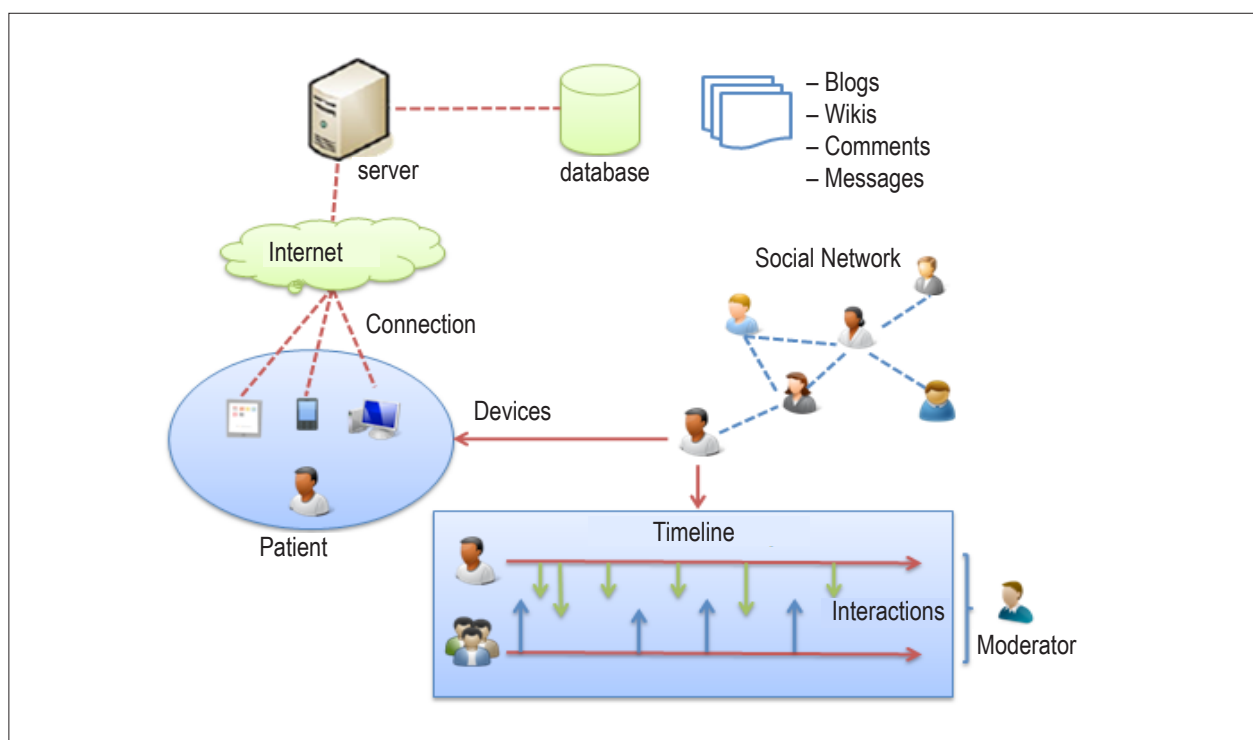 – Blogs
– Wikis
– Comments
– Messages
server
database
Internet
Social Network
Connection
Devices
Patient
Timeline
Interactions
Moderator